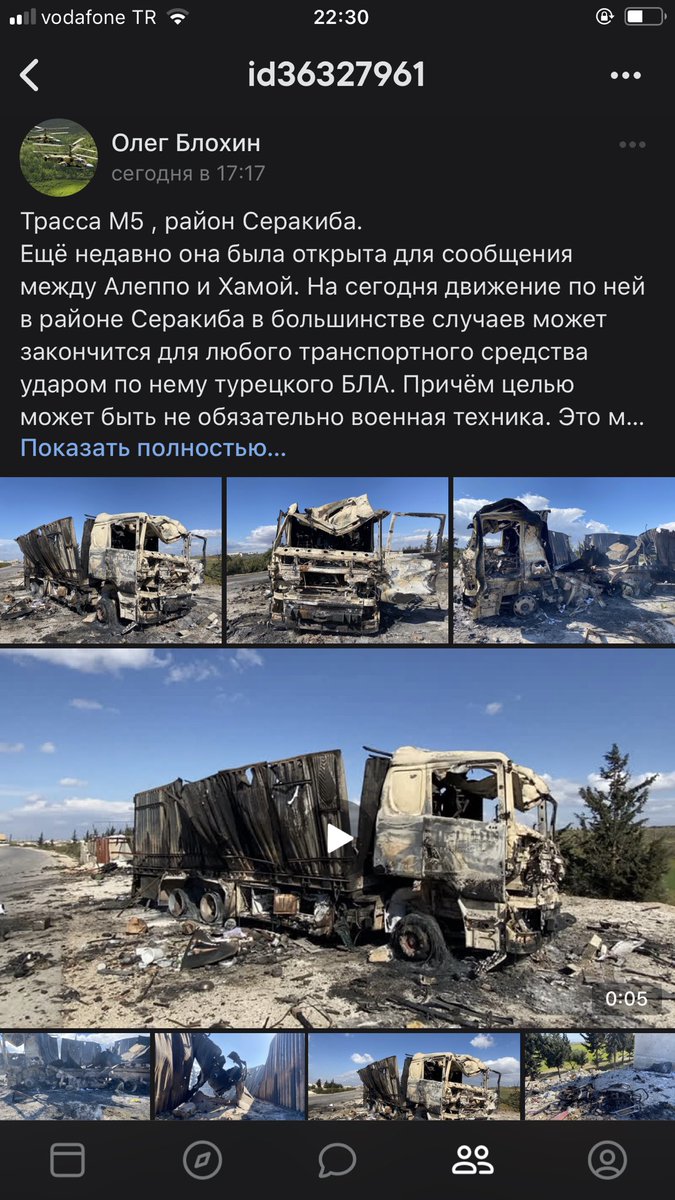 vodafone TR
22:30
id36327961
Олег Блохин
сегодня в 17:17
Трасса М5 , район Серакиба.
Ещё недавно она была открыта для сообщения
между Алеппо и Хамой. На сегодня движение по ней
в районе Серакиба в большинстве случаев может
закончится для любого транспортного средства
ударом по нему турецкого БЛА. Причём целью
может быть не обязательно военная техника. Это м...
Показать полностью...
0:05